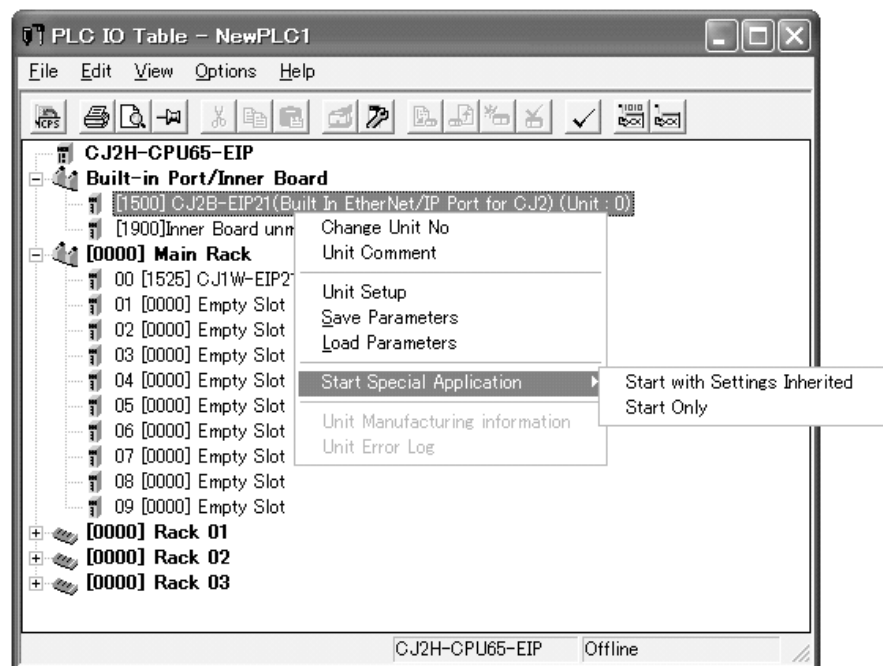 PLC IO Table - NewPLC1
File Edit View Options Help
CJ2H-CPU65-EIP
Built-in Port/Inner Board
[1500] CJ2B-EIP21(Built In EtherNet/IP Port for CJ2) (Unit : 0)
[1900]Inner Board
[0000] Main Rack
00 [1525] CJ1W-EIP2
01 [0000] Empty Slot
02 [0000] Empty Slot
03 [0000] Empty Slot
04 [0000] Empty Slot
05 [0000] Empty Slot
06 [0000] Empty Slot
07 [0000] Empty Slot
08 [0000] Empty Slot
09 [0000] Empty Slot
[0000] Rack 01
[0000] Rack 02
[0000] Rack 03
Change Unit No
Unit Comment
Unit Setup
Save Parameters
Load Parameters
Start Special Application
Unit Manufacturing information
Unit Error Log
Start with Settings Inherited
Start Only
CJ2H-CPU65-EIP Offline